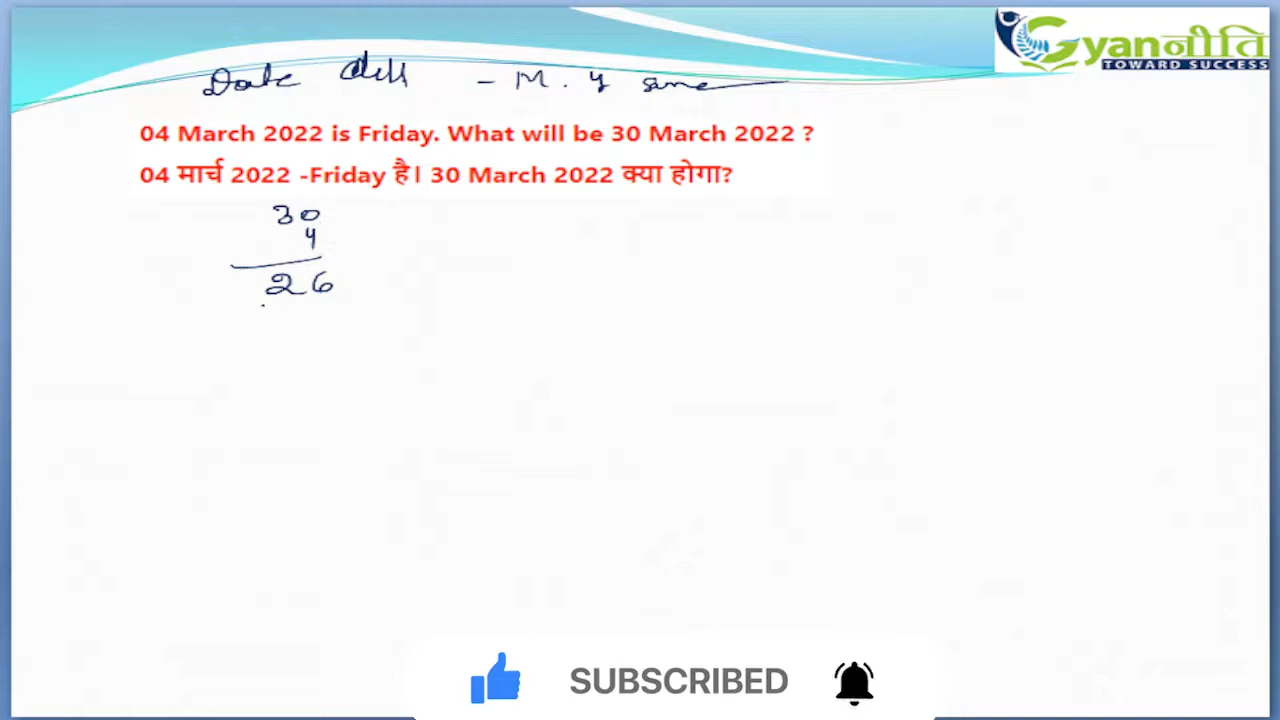 Gyanनीति
TOWARD SUCCESS
Date diff - M. y same
04 March 2022 is Friday. What will be 30 March 2022 ?
04 मार्च 2022 -Friday है। 30 March 2022 क्या होगा?
30
4
26
SUBSCRIBED